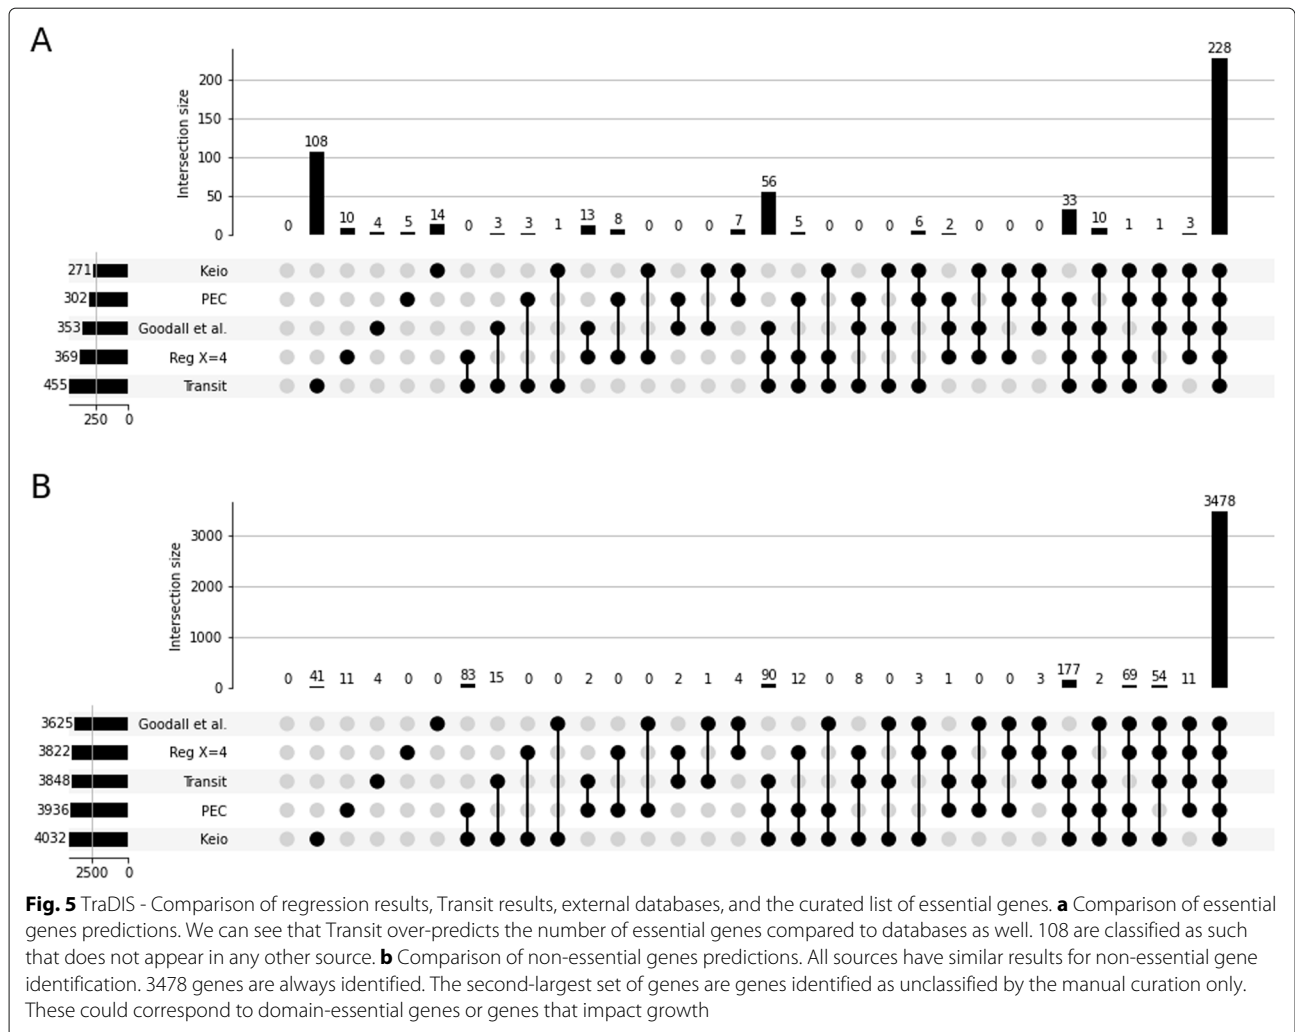 A
228
200
150
100
50
0
Intersection size
0 108 10 4 5 14 0 3 3 1 13 8 0 0 0 7 56 5 0 0 0 6 2 0 0 0 33 10 1 1 3
271 Keio
302 PEC
353 Goodall et al.
369 Reg X=4
455 Transit
250 0
B
3478
3000
2000
1000
0
Intersection size
0 41 11 4 0 0 83 15 0 0 2 0 0 2 1 4 90 12 0 8 0 3 1 0 0 3 177 2 69 54 11
3625 Goodall et al.
3822 Reg X=4
3848 Transit
3936 PEC
4032 Keio
2500 0
Fig. 5 TraDIS - Comparison of regression results, Transit results, external databases, and the curated list of essential genes. a Comparison of essential
genes predictions. We can see that Transit over-predicts the number of essential genes compared to databases as well. 108 are classified as such
that does not appear in any other source. b Comparison of non-essential genes predictions. All sources have similar results for non-essential gene
identification. 3478 genes are always identified. The second-largest set of genes are genes identified as unclassified by the manual curation only.
These could correspond to domain-essential genes or genes that impact growth